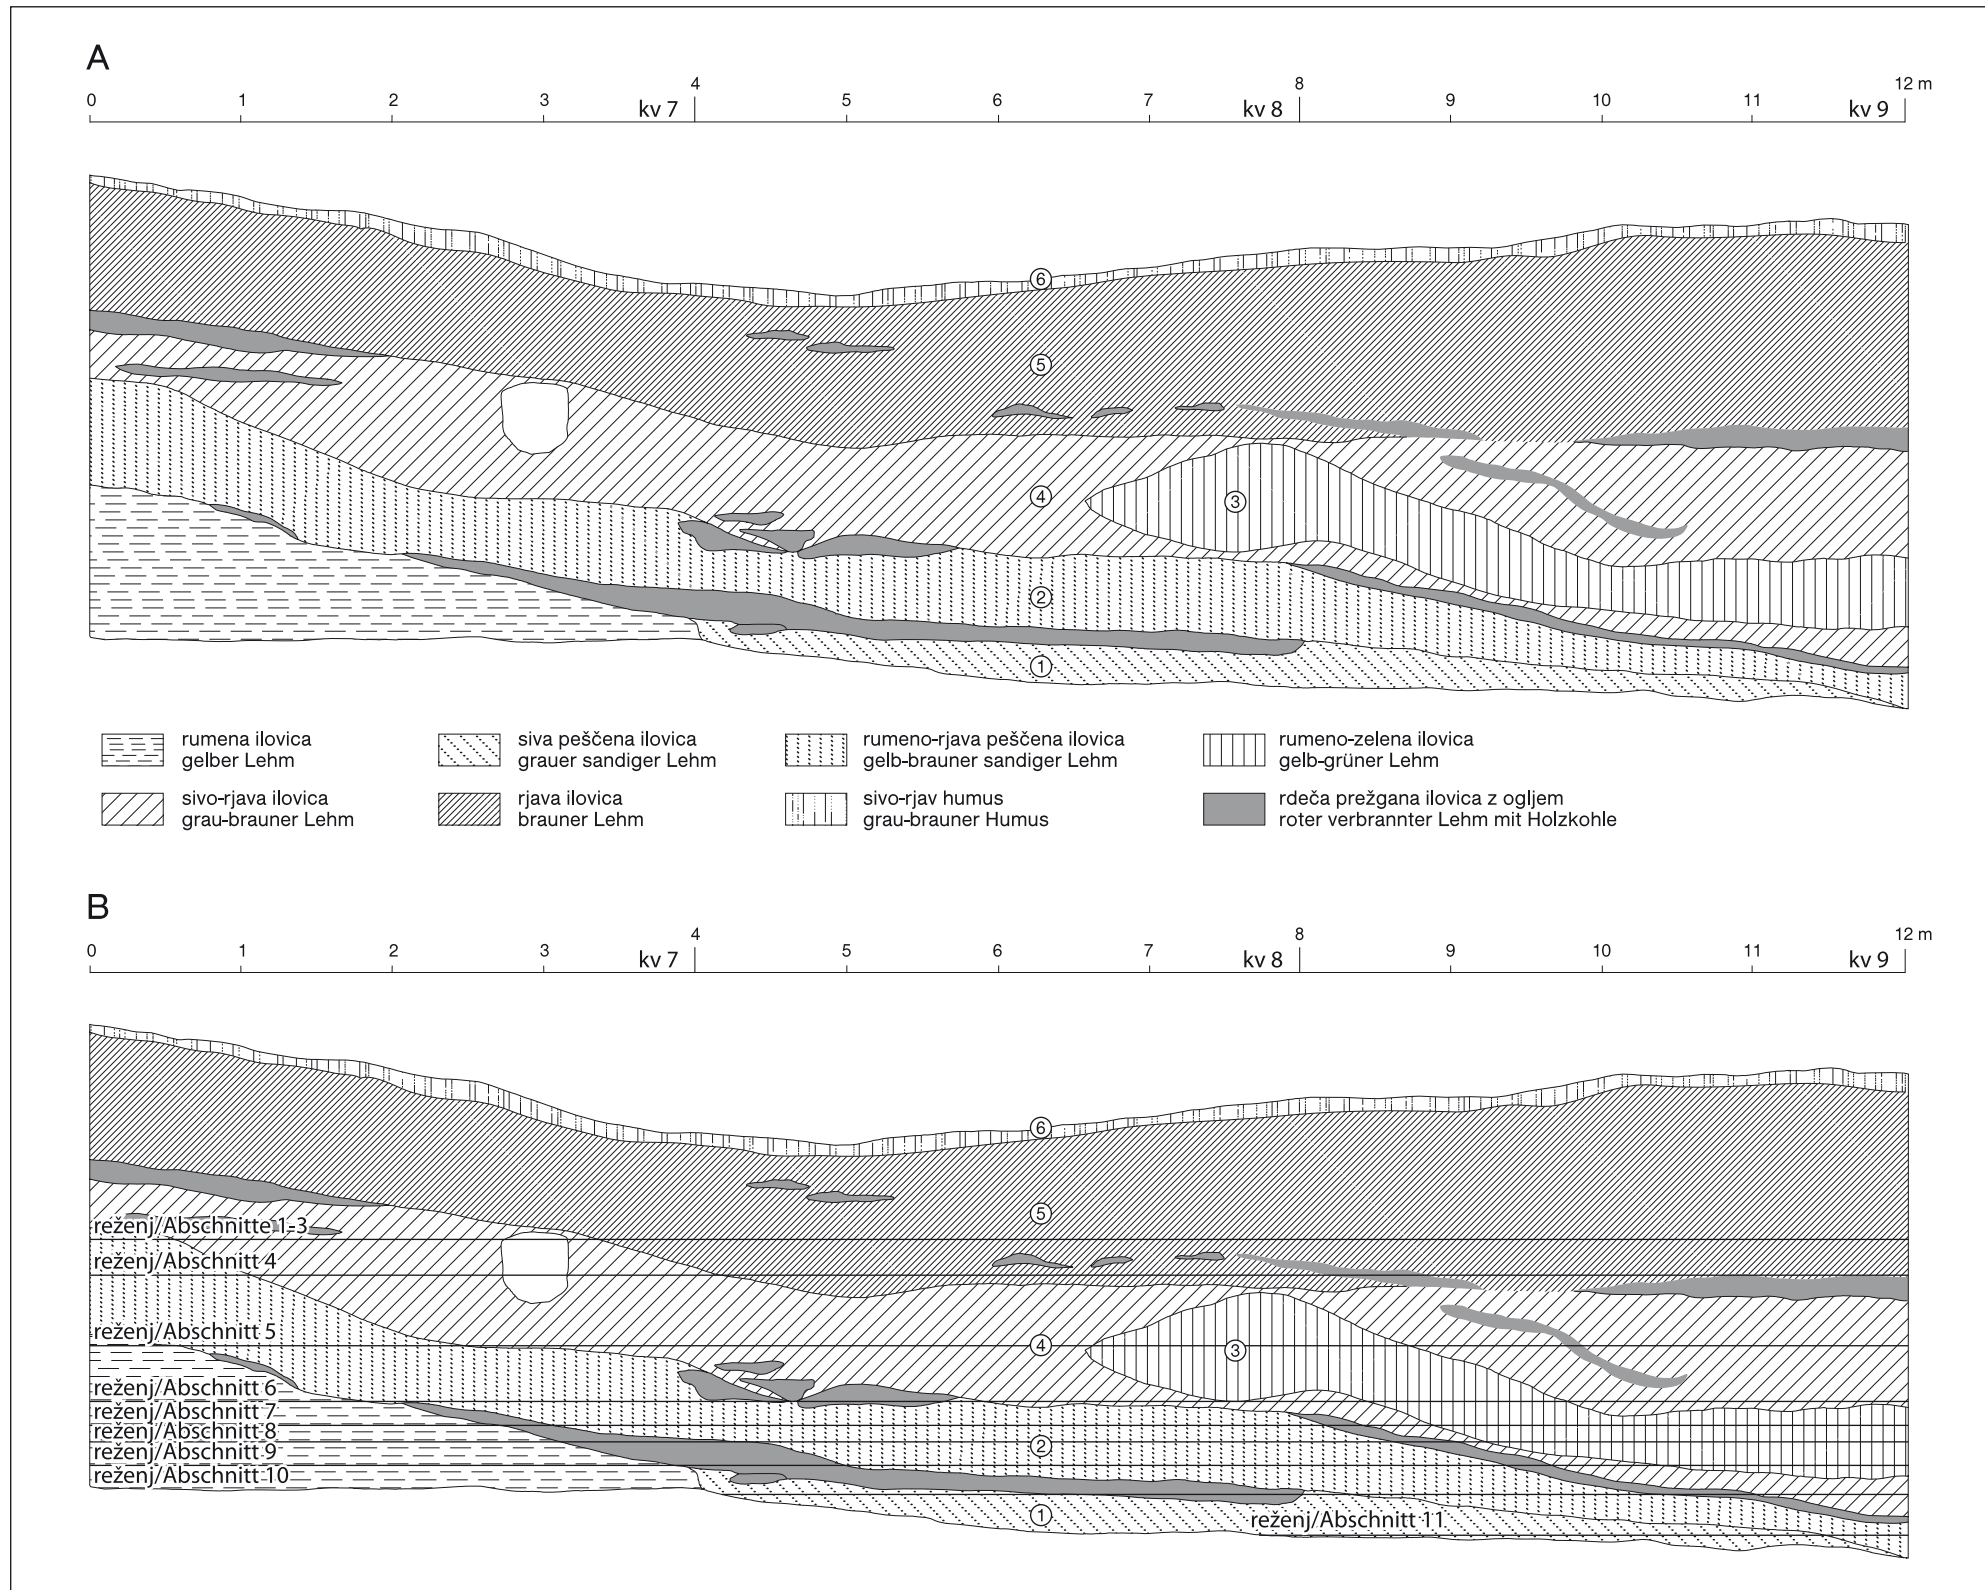 A
0 1 2 3 kv 7 4 5 6 7 kv 8 8 9 10 11 kv 9 12 m
6
5
4
3
2
1
rumena ilovica
gelber Lehm
siva peščena ilovica
grauer sandiger Lehm
rumeno-rjava peščena ilovica
gelb-brauner sandiger Lehm
rumeno-zelena ilovica
gelb-grüner Lehm
sivo-rjava ilovica
grau-brauner Lehm
rjava ilovica
brauner Lehm
sivo-rjav humus
grau-brauner Humus
rdeča prežgana ilovica z ogljem
roter verbrannter Lehm mit Holzkohle
B
0 1 2 3 kv 7 4 5 6 7 kv 8 8 9 10 11 kv 9 12 m
6
5
reženj/Abschnitte 1-3
reženj/Abschnitt 4
reženj/Abschnitt 5
4
3
reženj/Abschnitt 6
reženj/Abschnitt 7
reženj/Abschnitt 8
2
reženj/Abschnitt 9
reženj/Abschnitt 10
1
reženj/Abschnitt 11